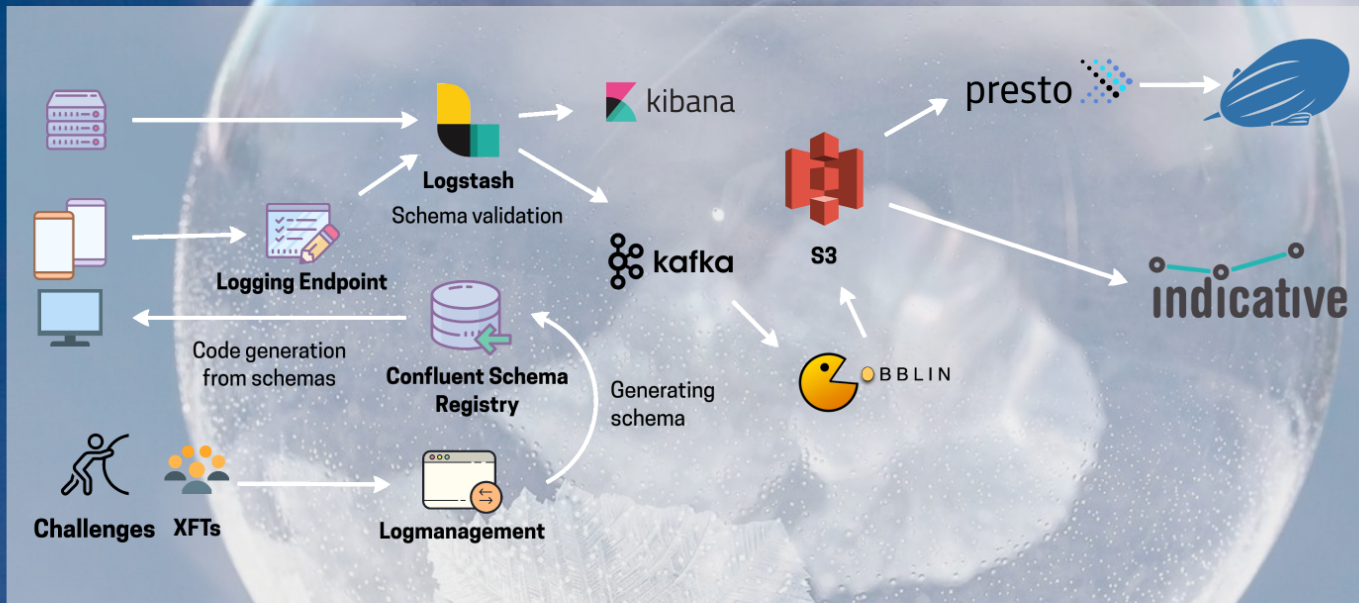 kibana
presto
Logstash
Schema validation
Logging Endpoint
kafka
S3
indicative
Code generation
from schemas
Confluent Schema
Registry
Generating
schema
BBLIN
Challenges
XFTs
Logmanagement